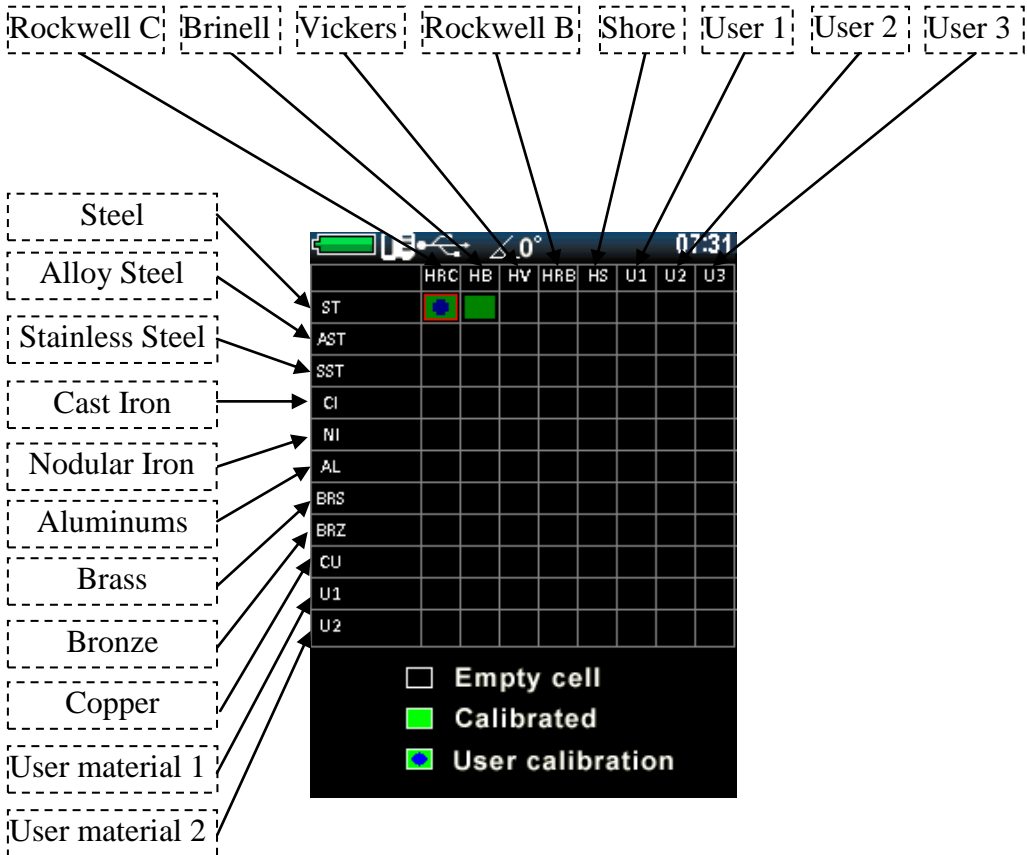 Rockwell C Brinell Vickers Rockwell B Shore User 1 User 2 User 3
Steel
Alloy Steel
Stainless Steel
Cast Iron
Nodular Iron
Aluminums
Brass
Bronze
Copper
User material 1
User material 2
0° 07:31
HRC HB HV HRB HS U1 U2 U3
ST
AST
SST
CI
NI
AL
BRS
BRZ
CU
U1
U2
Empty cell
Calibrated
User calibration